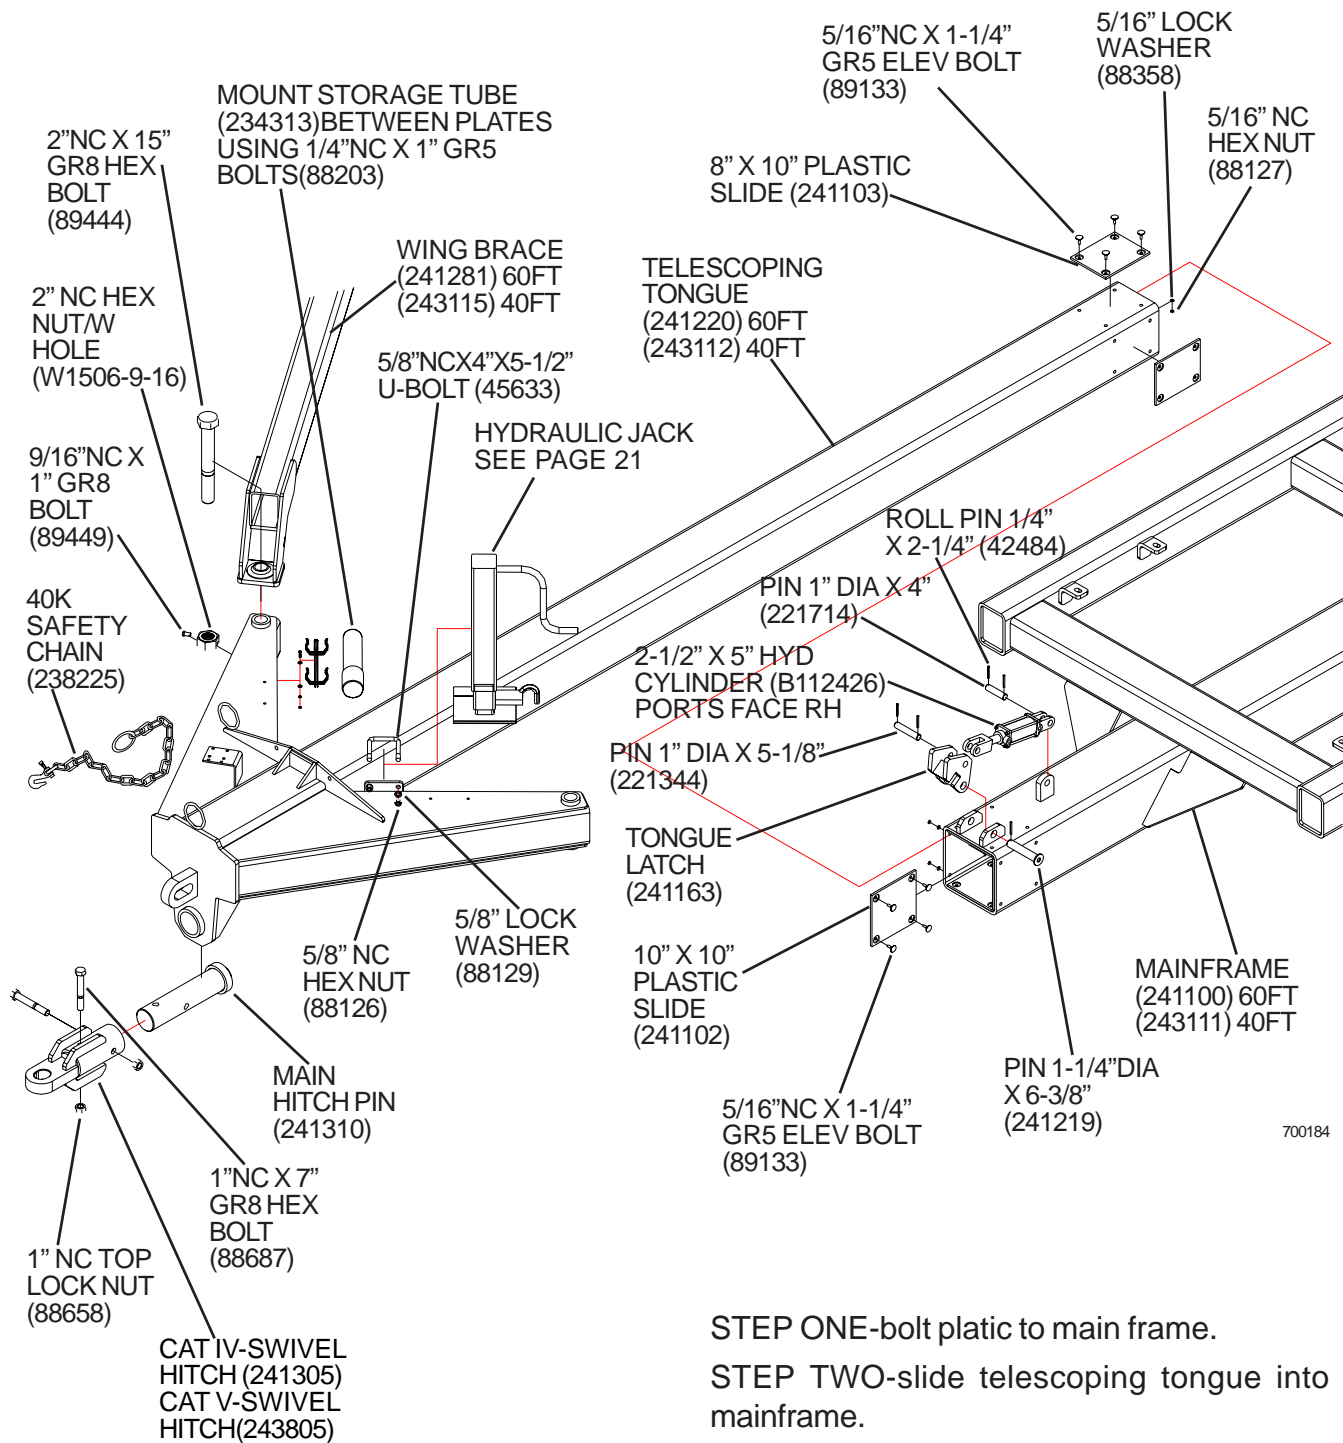 5/16”NC X 1-1/4”
GR5 ELEV BOLT
(89133)
5/16” LOCK
WASHER
(88358)
MOUNT STORAGE TUBE
(234313)BETWEEN PLATES
USING 1/4”NC X 1” GR5
BOLTS(88203)
5/16” NC
HEX NUT
(88127)
2”NC X 15”
GR8 HEX
BOLT
(89444)
8” X 10” PLASTIC
SLIDE (241103)
WING BRACE
(241281) 60FT
(243115) 40FT
TELESCOPING
TONGUE
(241220) 60FT
(243112) 40FT
2” NC HEX
NUT/W
HOLE
(W1506-9-16)
5/8”NCX4”X5-1/2”
U-BOLT (45633)
HYDRAULIC JACK
SEE PAGE 21
9/16”NC X
1” GR8
BOLT
(89449)
ROLL PIN 1/4”
X 2-1/4” (42484)
PIN 1” DIA X 4”
(221714)
40K
SAFETY
CHAIN
(238225)
2-1/2” X 5” HYD
CYLINDER (B112426)
PORTS FACE RH
PIN 1” DIA X 5-1/8”
(221344)
TONGUE
LATCH
(241163)
5/8” LOCK
WASHER
(88129)
5/8” NC
HEX NUT
(88126)
10” X 10”
PLASTIC
SLIDE
(241102)
MAINFRAME
(241100) 60FT
(243111) 40FT
MAIN
HITCH PIN
(241310)
PIN 1-1/4”DIA
X 6-3/8”
(241219)
5/16”NC X 1-1/4”
GR5 ELEV BOLT
(89133)
700184
1”NC X 7”
GR8 HEX
BOLT
(88687)
1” NC TOP
LOCK NUT
(88658)
CAT IV-SWIVEL
HITCH (241305)
CAT V-SWIVEL
HITCH(243805)
STEP ONE-bolt platic to main frame.
STEP TWO-slide telescoping tongue into
mainframe.